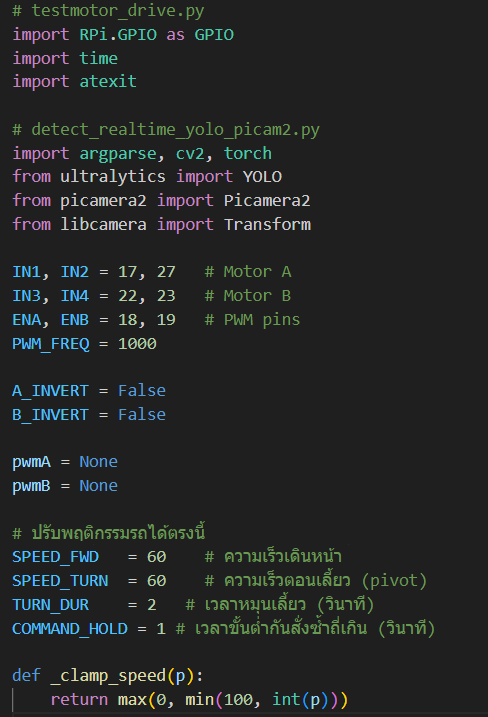 # testmotor_drive.py
import RPi.GPIO as GPIO
import time
import atexit
# detect_realtime_yolo_picam2.py
import argparse, cv2, torch
from ultralytics import YOLO
from picamera2 import Picamera2
from libcamera import Transform
IN1, IN2 = 17, 27   # Motor A
IN3, IN4 = 22, 23   # Motor B
ENA, ENB = 18, 19   # PWM pins
PWM_FREQ = 1000
A_INVERT = False
B_INVERT = False
pwmA = None
pwmB = None
# ปรับพฤติกรรมรถได้ตรงนี้
SPEED_FWD   = 60    # ความเร็วเดินหน้า
SPEED_TURN  = 60    # ความเร็วตอนเลี้ยว (pivot)
TURN_DUR    = 2   # เวลาหมุนเลี้ยว (วินาที)
COMMAND_HOLD = 1 # เวลาขั้นต่ำกันสั่งซ้ำถี่เกิน (วินาที)
def _clamp_speed(p):
    return max(0, min(100, int(p)))